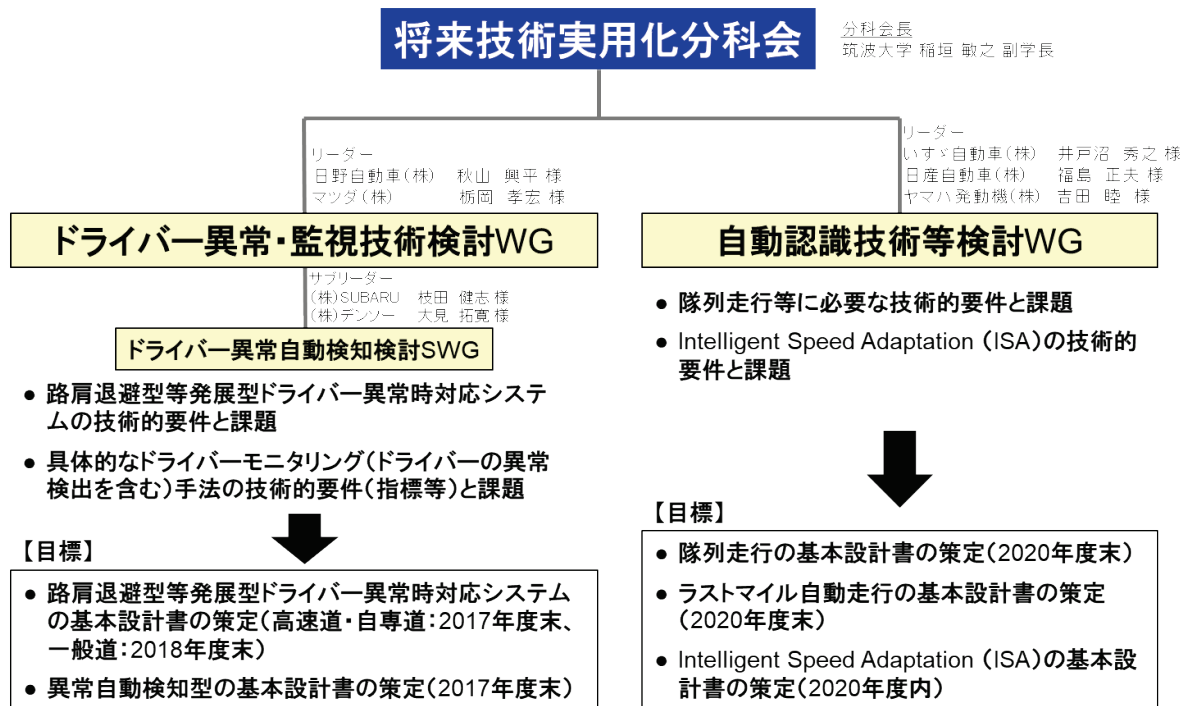 将来技術実用化分科会
分科会長
筑波大学 稲垣 敏之 副学長
リーダー
日野自動車(株) 秋山 興平 様
マツダ(株) 栃岡 孝宏 様
ドライバー異常・監視技術検討WG
サブリーダー
(株)SUBARU 枝田 健志 様
(株)デンソー 大見 拓寛 様
ドライバー異常自動検知検討SWG
● 路肩退避型等発展型ドライバー異常時対応システ
ムの技術的要件と課題
● 具体的なドライバーモニタリング(ドライバーの異常
検出を含む)手法の技術的要件(指標等)と課題
【目標】
● 路肩退避型等発展型ドライバー異常時対応システム
の基本設計書の策定(高速道・自専道:2017年度末、
一般道:2018年度末)
● 異常自動検知型の基本設計書の策定(2017年度末)
リーダー
いすゞ自動車(株) 井戸沼 秀之 様
日産自動車(株) 福島 正夫 様
ヤマハ発動機(株) 吉田 睦 様
自動認識技術等検討WG
● 隊列走行等に必要な技術的要件と課題
● Intelligent Speed Adaptation (ISA)の技術的
要件と課題
【目標】
● 隊列走行の基本設計書の策定(2020年度末)
● ラストマイル自動走行の基本設計書の策定
(2020年度末)
● Intelligent Speed Adaptation (ISA)の基本設
計書の策定(2020年度内)